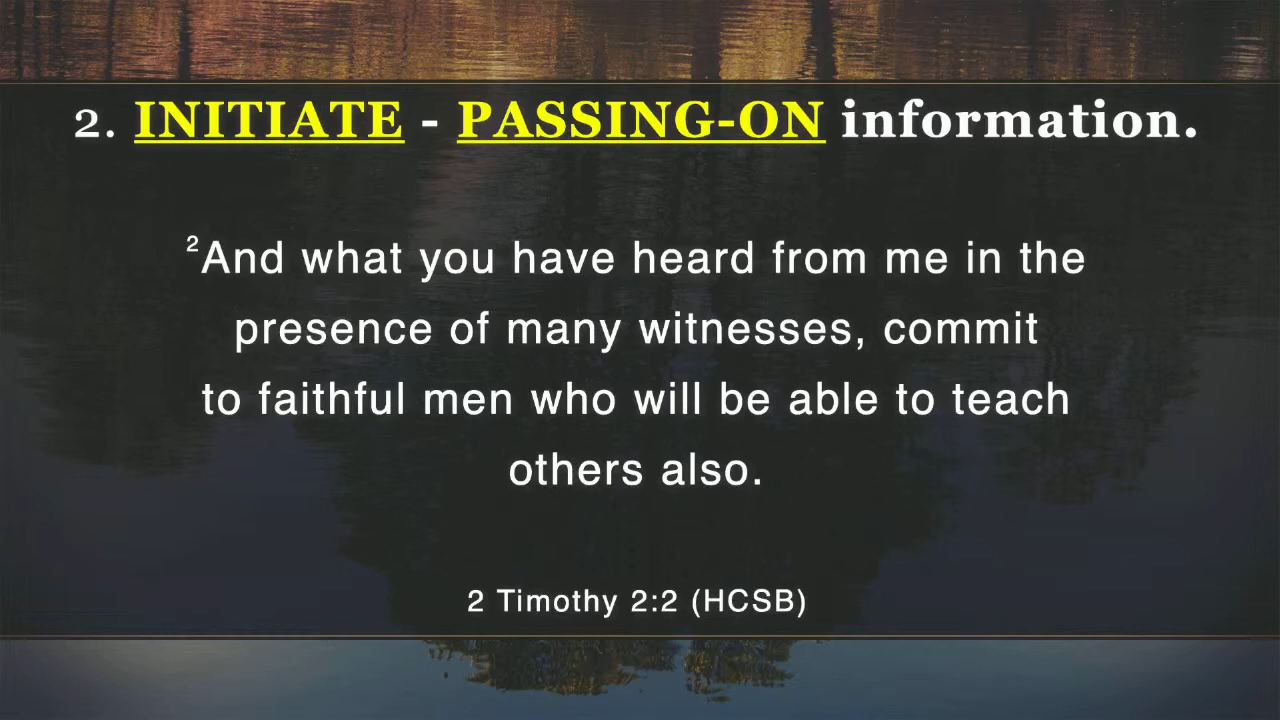 2. INITIATE - PASSING-ON information.
²And what you have heard from me in the
presence of many witnesses, commit
to faithful men who will be able to teach
others also.
2 Timothy 2:2 (HCSB)